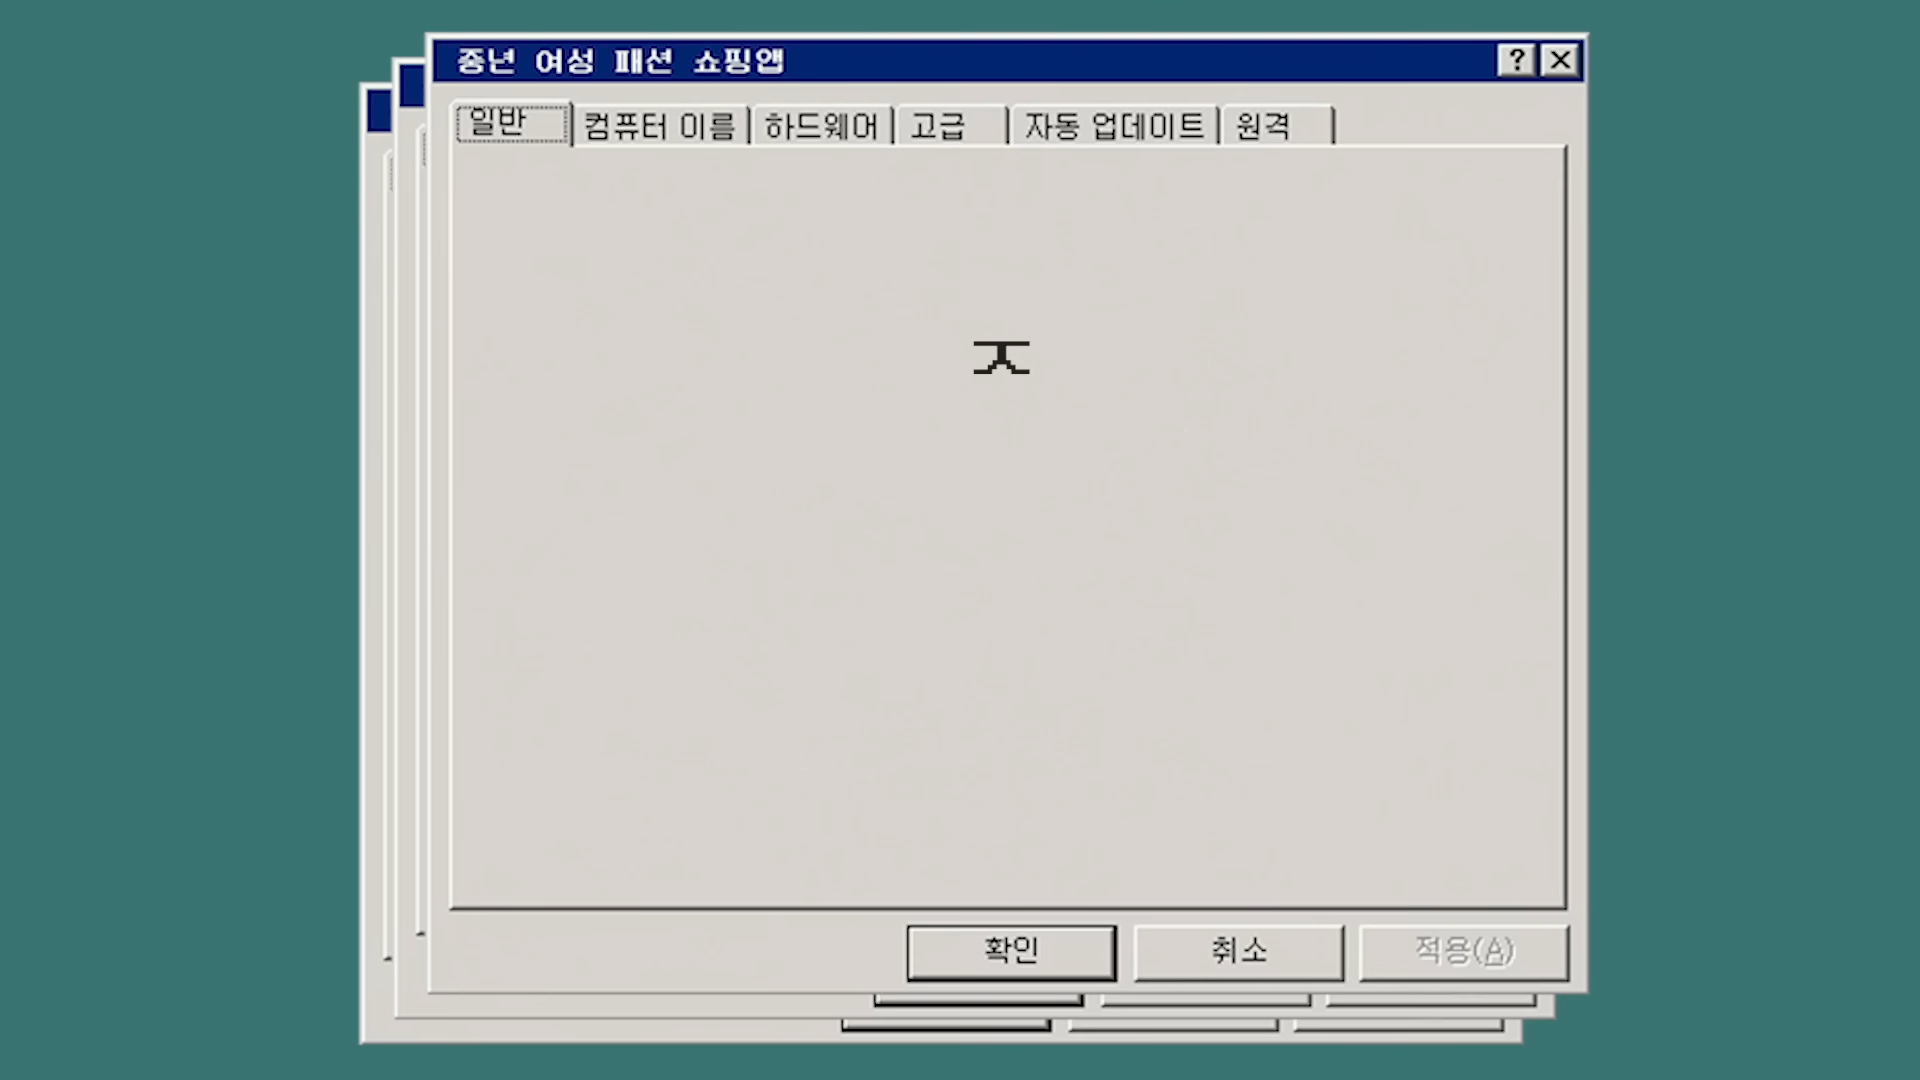 중년 여성 패션 쇼핑앱
일반 컴퓨터 이름 하드웨어 고급 자동 업데이트 원격
ㅈ
확인 취소 적용(A)